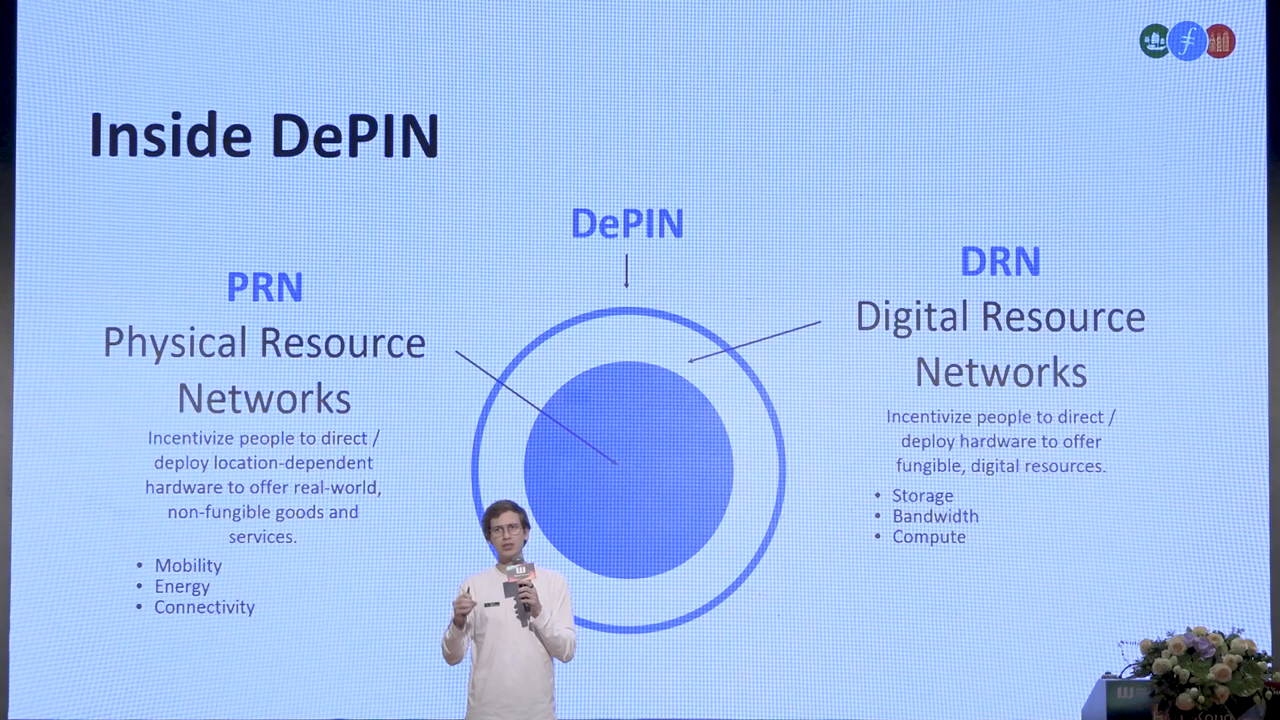 Inside DePIN
DePIN
PRN
Physical Resource
Networks
Incentivize people to direct /
deploy location-dependent
hardware to offer real-world,
non-fungible goods and
services.
• Mobility
• Energy
• Connectivity
DRN
Digital Resource
Networks
Incentivize people to direct /
deploy hardware to offer
fungible, digital resources.
• Storage
• Bandwidth
• Compute